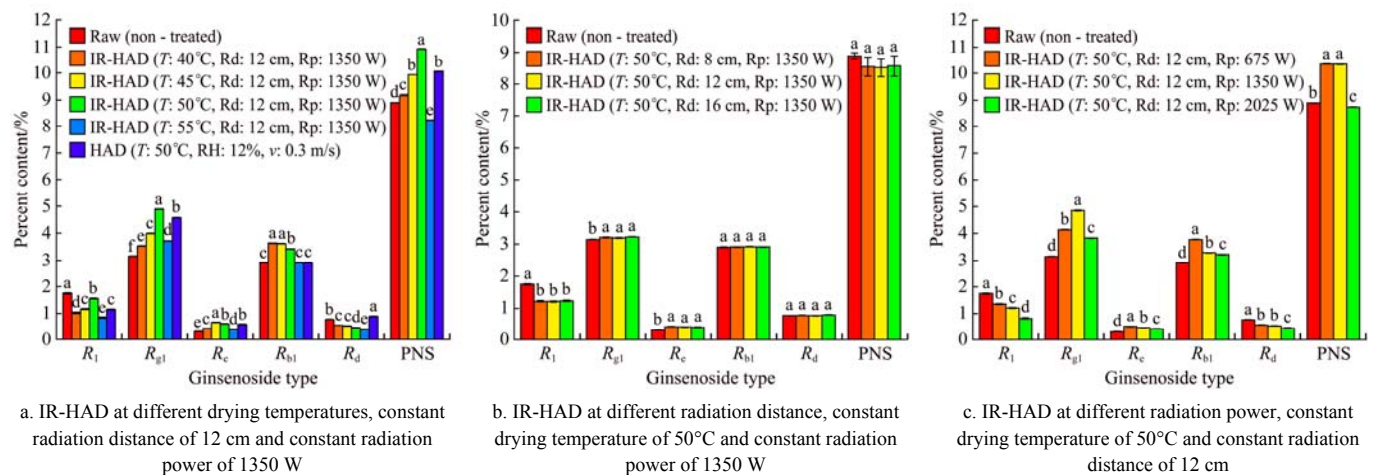 12
11
10
9
8
7
6
5
4
3
2
1
0
Percent content/%
Raw (non - treated)
IR-HAD (T: 40℃, Rd: 12 cm, Rp: 1350 W)
IR-HAD (T: 45℃, Rd: 12 cm, Rp: 1350 W)
IR-HAD (T: 50℃, Rd: 12 cm, Rp: 1350 W)
IR-HAD (T: 55℃, Rd: 12 cm, Rp: 1350 W)
HAD (T: 50℃, RH: 12%, v: 0.3 m/s)
a d c b e c
f e c a d b
e c a b d b
c a a b c c
b c c d d a
d c b a e b
R1 Rg1 Re Rb1 Rd PNS
Ginsenoside type
a. IR-HAD at different drying temperatures, constant
radiation distance of 12 cm and constant radiation
power of 1350 W
10
9
8
7
6
5
4
3
2
1
0
Percent content/%
Raw (non - treated)
IR-HAD (T: 50℃, Rd: 8 cm, Rp: 1350 W)
IR-HAD (T: 50℃, Rd: 12 cm, Rp: 1350 W)
IR-HAD (T: 50℃, Rd: 16 cm, Rp: 1350 W)
a b b b
b a a a
b a a a
a a a a
a a a a
a a a a
R1 Rg1 Re Rb1 Rd PNS
Ginsenoside type
b. IR-HAD at different radiation distance, constant
drying temperature of 50°C and constant radiation
power of 1350 W
12
11
10
9
8
7
6
5
4
3
2
1
0
Percent content/%
Raw (non - treated)
IR-HAD (T: 50℃, Rd: 12 cm, Rp: 675 W)
IR-HAD (T: 50℃, Rd: 12 cm, Rp: 1350 W)
IR-HAD (T: 50℃, Rd: 12 cm, Rp: 2025 W)
a b c d
d b a c
d a b c
d a b c
a b b c
b a a c
R1 Rg1 Re Rb1 Rd PNS
Ginsenoside type
c. IR-HAD at different radiation power, constant
drying temperature of 50°C and constant radiation
distance of 12 cm